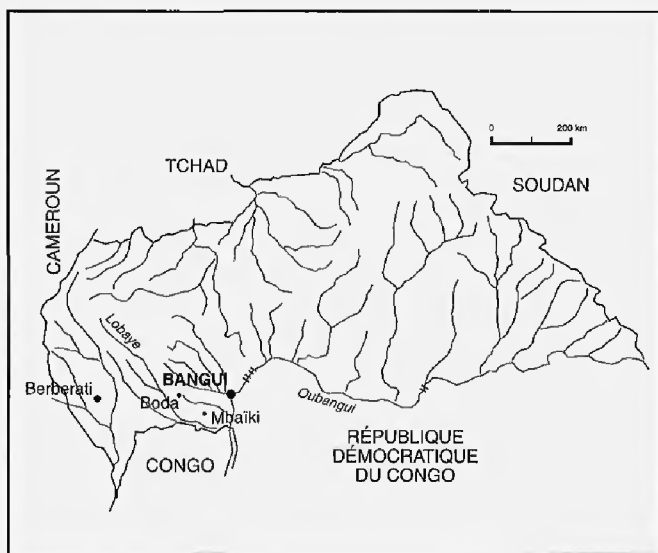 0 200 km
TCHAD
SOUDAN
CAMEROUN
Lobaye
BANGUI
Berberati
Boda
Mbaïki
Oubangui
CONGO
RÉPUBLIQUE
DÉMOCRATIQUE
DU CONGO